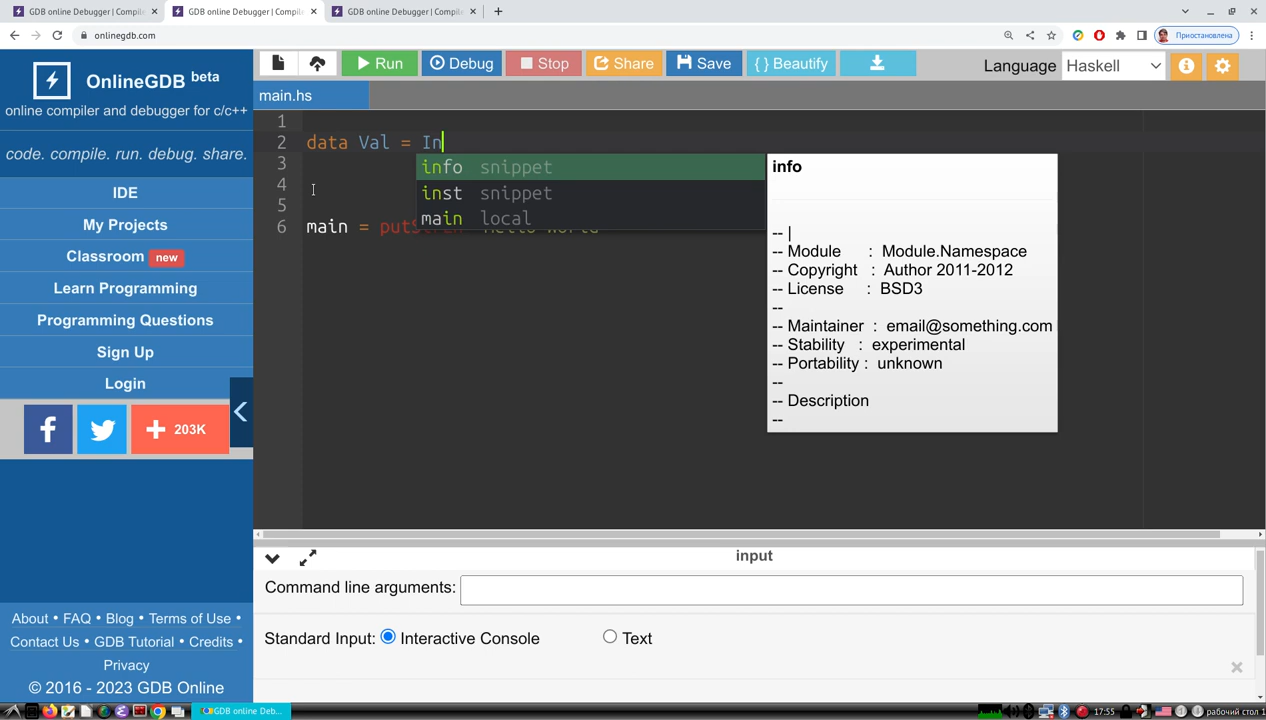 GDB online Debugger | Compile
GDB online Debugger | Compile
GDB online Debugger | Compile
onlinegdb.com
Приостановлена
OnlineGDB beta
online compiler and debugger for c/c++
code. compile. run. debug. share.
IDE
My Projects
Classroom new
Learn Programming
Programming Questions
Sign Up
Login
203K
About • FAQ • Blog • Terms of Use •
Contact Us • GDB Tutorial • Credits •
Privacy
© 2016 - 2023 GDB Online
Run
Debug
Stop
Share
Save
{ } Beautify
Language Haskell
main.hs
1
2 data Val = In
3
4
5
6 main =
info snippet
inst snippet
main local
info
-- |
-- Module : Module.Namespace
-- Copyright : Author 2011-2012
-- License : BSD3
--
-- Maintainer : email@something.com
-- Stability : experimental
-- Portability : unknown
--
-- Description
--
input
Command line arguments:
Standard Input: Interactive Console Text
GDB online Deb...
17:55
рабочий стол 1